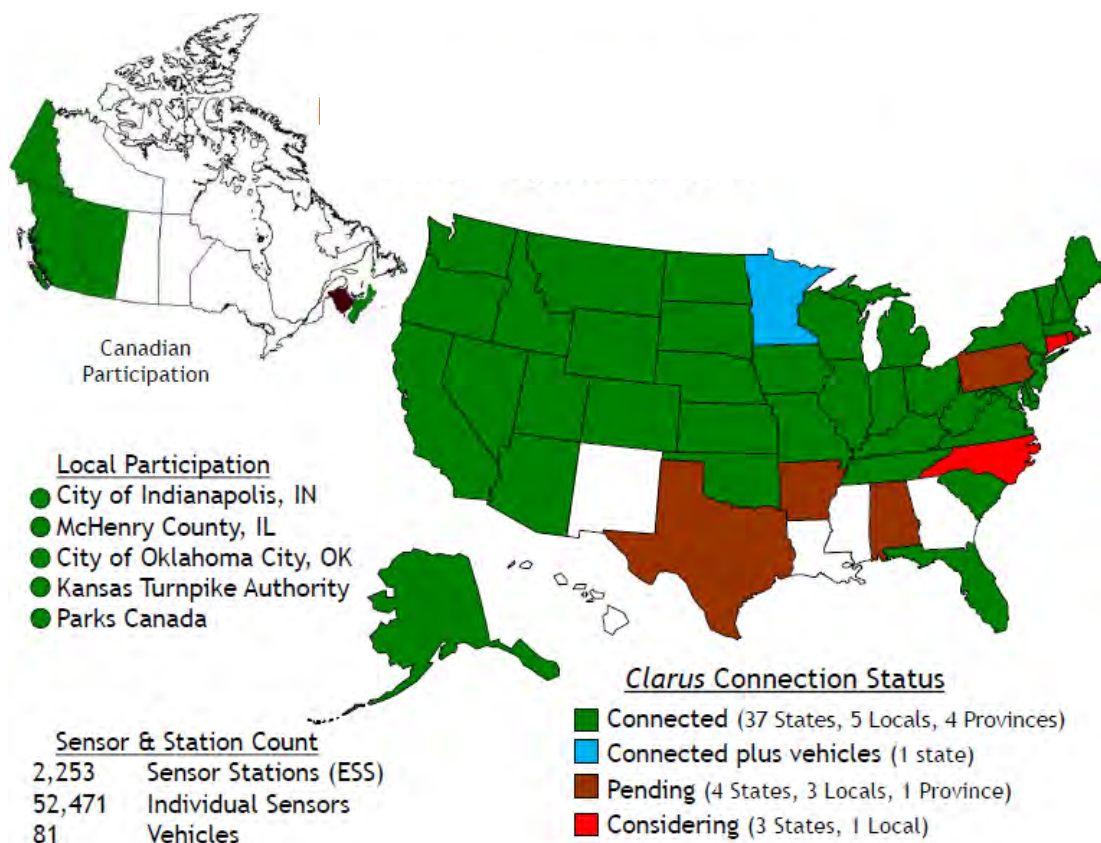 Canadian
Participation
Local Participation
City of Indianapolis, IN
McHenry County, IL
City of Oklahoma City, OK
Kansas Turnpike Authority
Parks Canada
Sensor & Station Count
2,253 Sensor Stations (ESS)
52,471 Individual Sensors
81 Vehicles
Clarus Connection Status
Connected (37 States, 5 Locals, 4 Provinces)
Connected plus vehicles (1 state)
Pending (4 States, 3 Locals, 1 Province)
Considering (3 States, 1 Local)